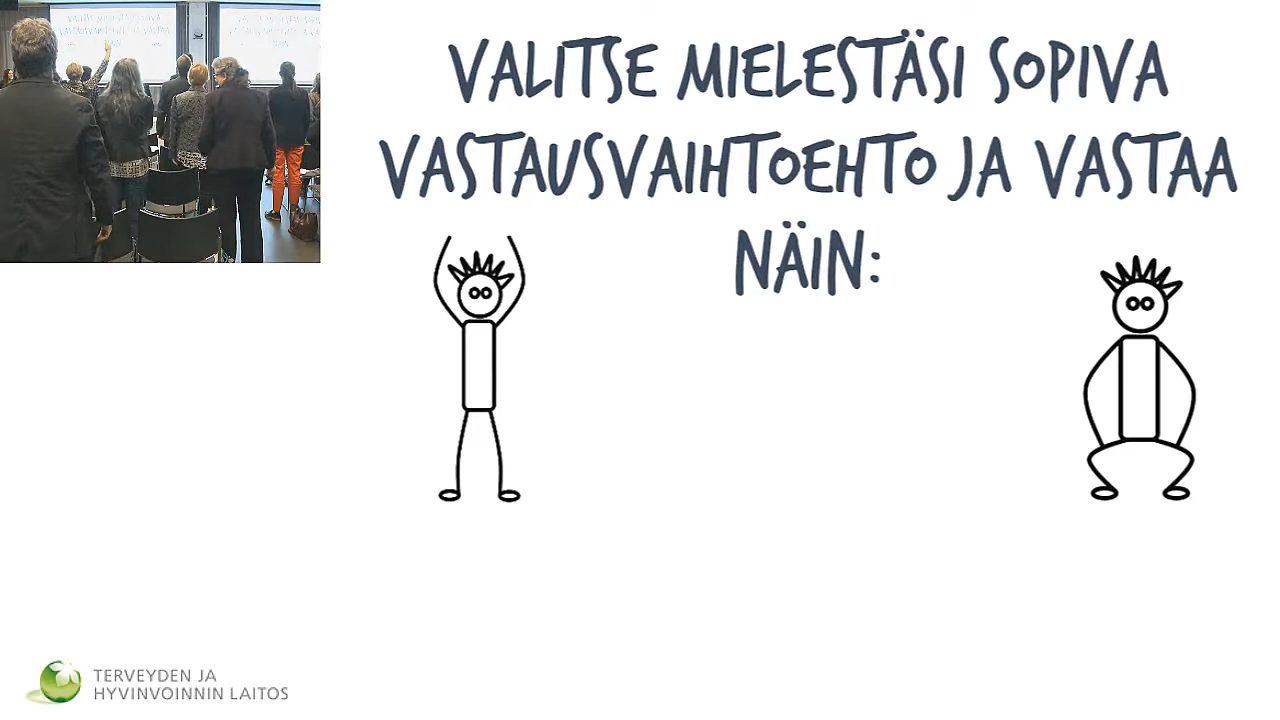 VALITSE MIELESTÄSI SOPIVA
VASTAUSVAIHTOEHTO JA VASTAA
NÄIN:
TERVEYDEN JA
HYVINVOINNIN LAITOS